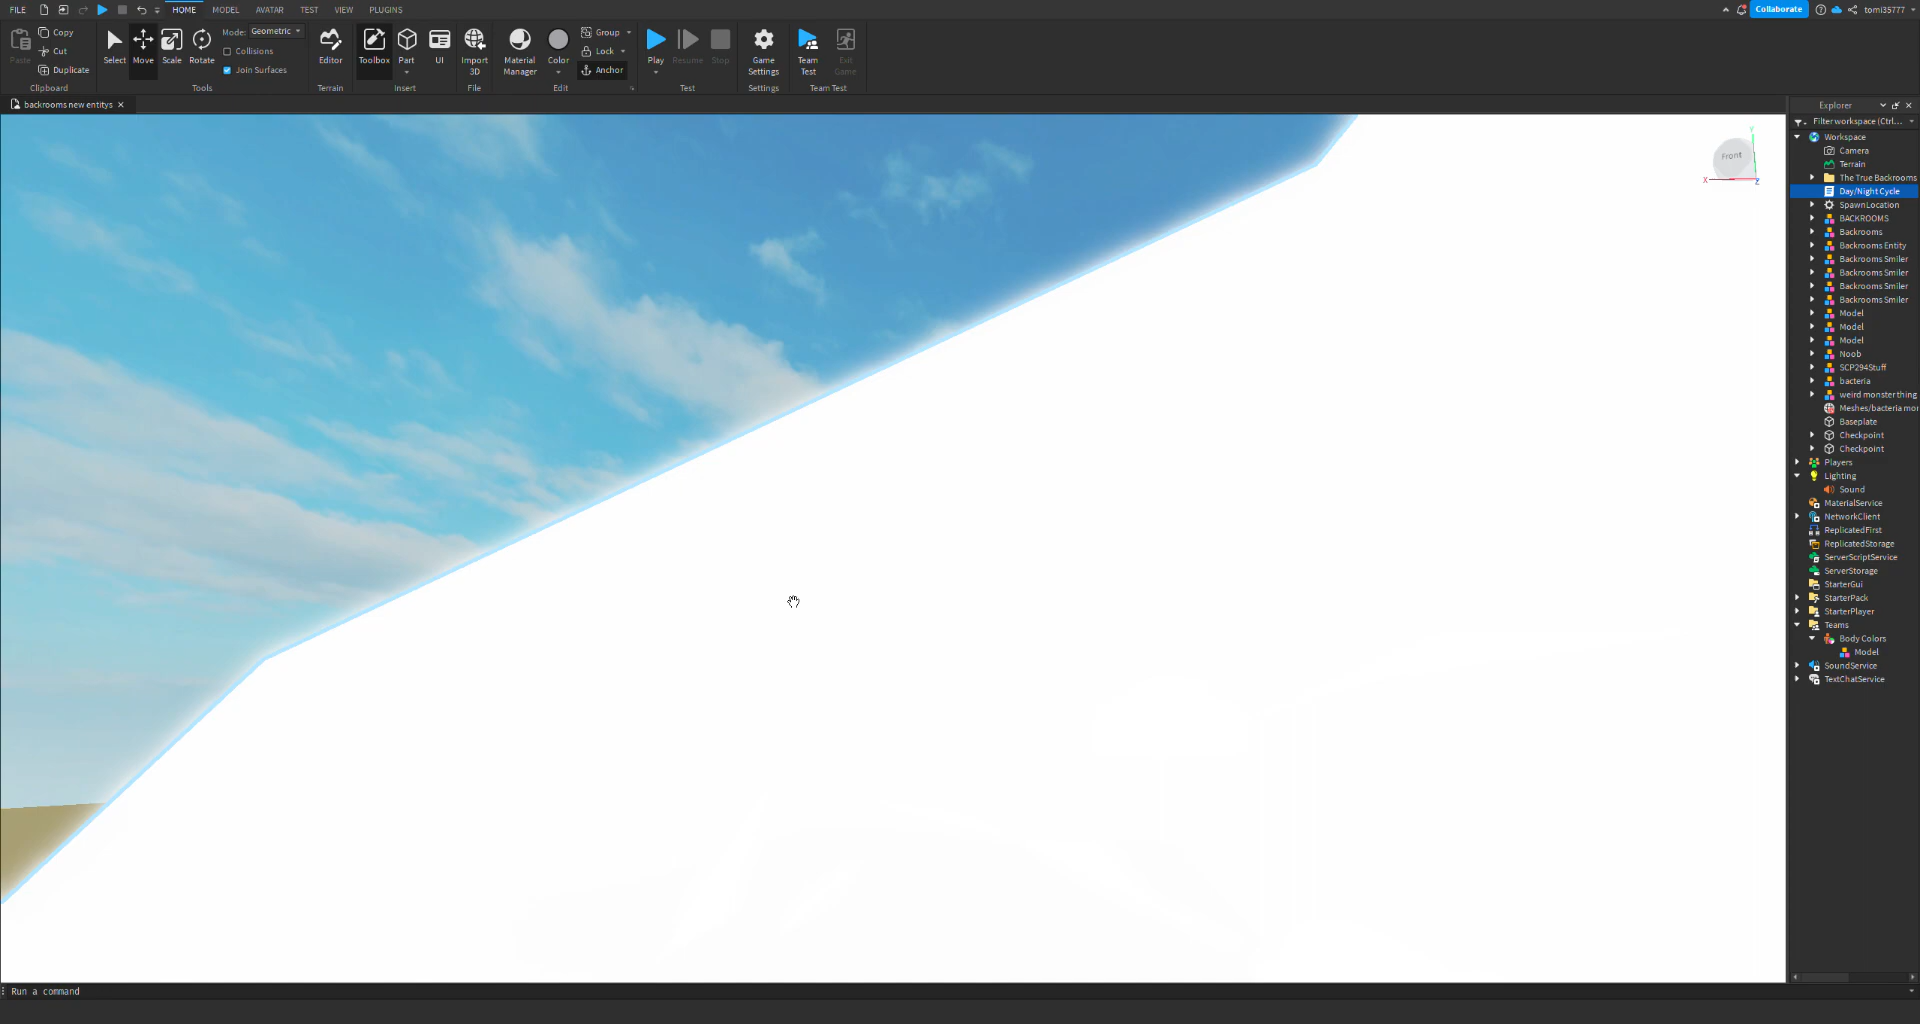 FILE HOME MODEL AVATAR TEST VIEW PLUGINS Collaborate tomi35777
Paste Copy Cut Duplicate
Clipboard
Select Move Scale Rotate Mode: Geometric Collisions Join Surfaces
Tools
Editor
Terrain
Toolbox Part UI
Insert
Import 3D
File
Material Manager Color Group Lock Anchor
Edit
Play Resume Stop
Test
Game Settings
Settings
Team Test Exit Game
Team Test
backrooms new entitys
Front
Y
X
Z
Explorer
Filter workspace (Ctrl...
Workspace
Camera
Terrain
The True Backrooms
Day/Night Cycle
SpawnLocation
BACKROOMS
Backrooms
Backrooms Entity
Backrooms Smiler
Backrooms Smiler
Backrooms Smiler
Backrooms Smiler
Model
Model
Model
Noob
SCP294Stuff
bacteria
weird monster thing
Meshes/bacteria mor
Baseplate
Checkpoint
Checkpoint
Players
Lighting
Sound
MaterialService
NetworkClient
ReplicatedFirst
ReplicatedStorage
ServerScriptService
ServerStorage
StarterGui
StarterPack
StarterPlayer
Teams
Body Colors
Model
SoundService
TextChatService
Run a command